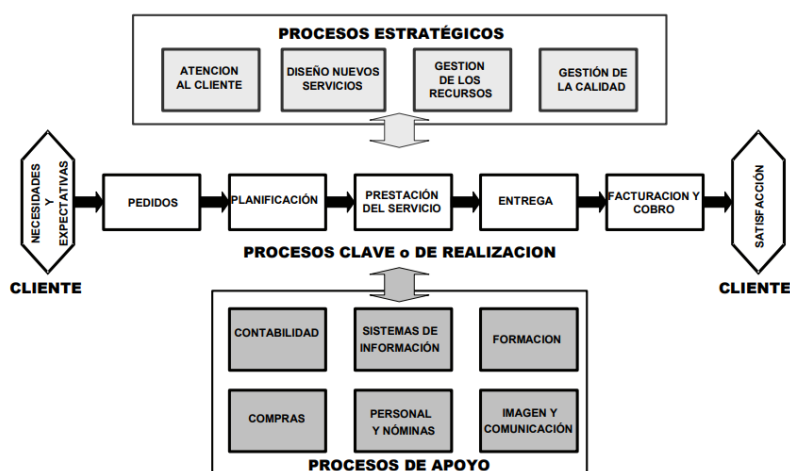 PROCESOS ESTRATÉGICOS
ATENCION
AL CLIENTE
DISEÑO NUEVOS
SERVICIOS
GESTION
DE LOS
RECURSOS
GESTIÓN DE
LA CALIDAD
NECESIDADES
Y
EXPECTATIVAS
PEDIDOS
PLANIFICACIÓN
PRESTACIÓN
DEL SERVICIO
ENTREGA
FACTURACION Y
COBRO
SATISFACCIÓN
PROCESOS CLAVE o DE REALIZACION
CLIENTE
CLIENTE
CONTABILIDAD
SISTEMAS DE
INFORMACIÓN
FORMACION
COMPRAS
PERSONAL
Y NÓMINAS
IMAGEN Y
COMUNICACIÓN
PROCESOS DE APOYO